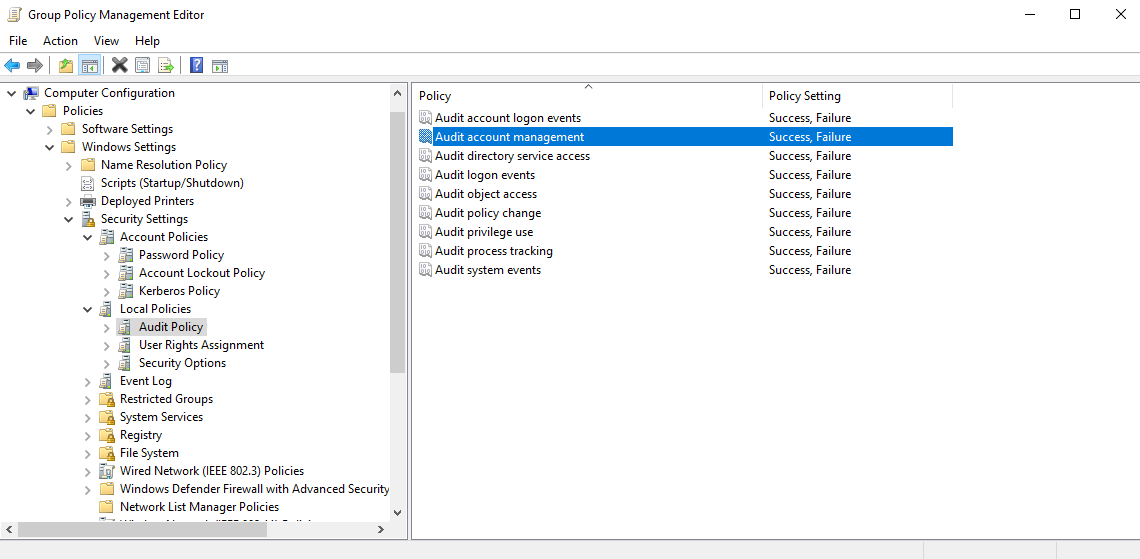 Group Policy Management Editor
File Action View Help
Computer Configuration
Policies
Software Settings
Windows Settings
Name Resolution Policy
Scripts (Startup/Shutdown)
Deployed Printers
Security Settings
Account Policies
Password Policy
Account Lockout Policy
Kerberos Policy
Local Policies
Audit Policy
User Rights Assignment
Security Options
Event Log
Restricted Groups
System Services
Registry
File System
Wired Network (IEEE 802.3) Policies
Windows Defender Firewall with Advanced Security
Network List Manager Policies
Policy Policy Setting
Audit account logon events Success, Failure
Audit account management Success, Failure
Audit directory service access Success, Failure
Audit logon events Success, Failure
Audit object access Success, Failure
Audit policy change Success, Failure
Audit privilege use Success, Failure
Audit process tracking Success, Failure
Audit system events Success, Failure